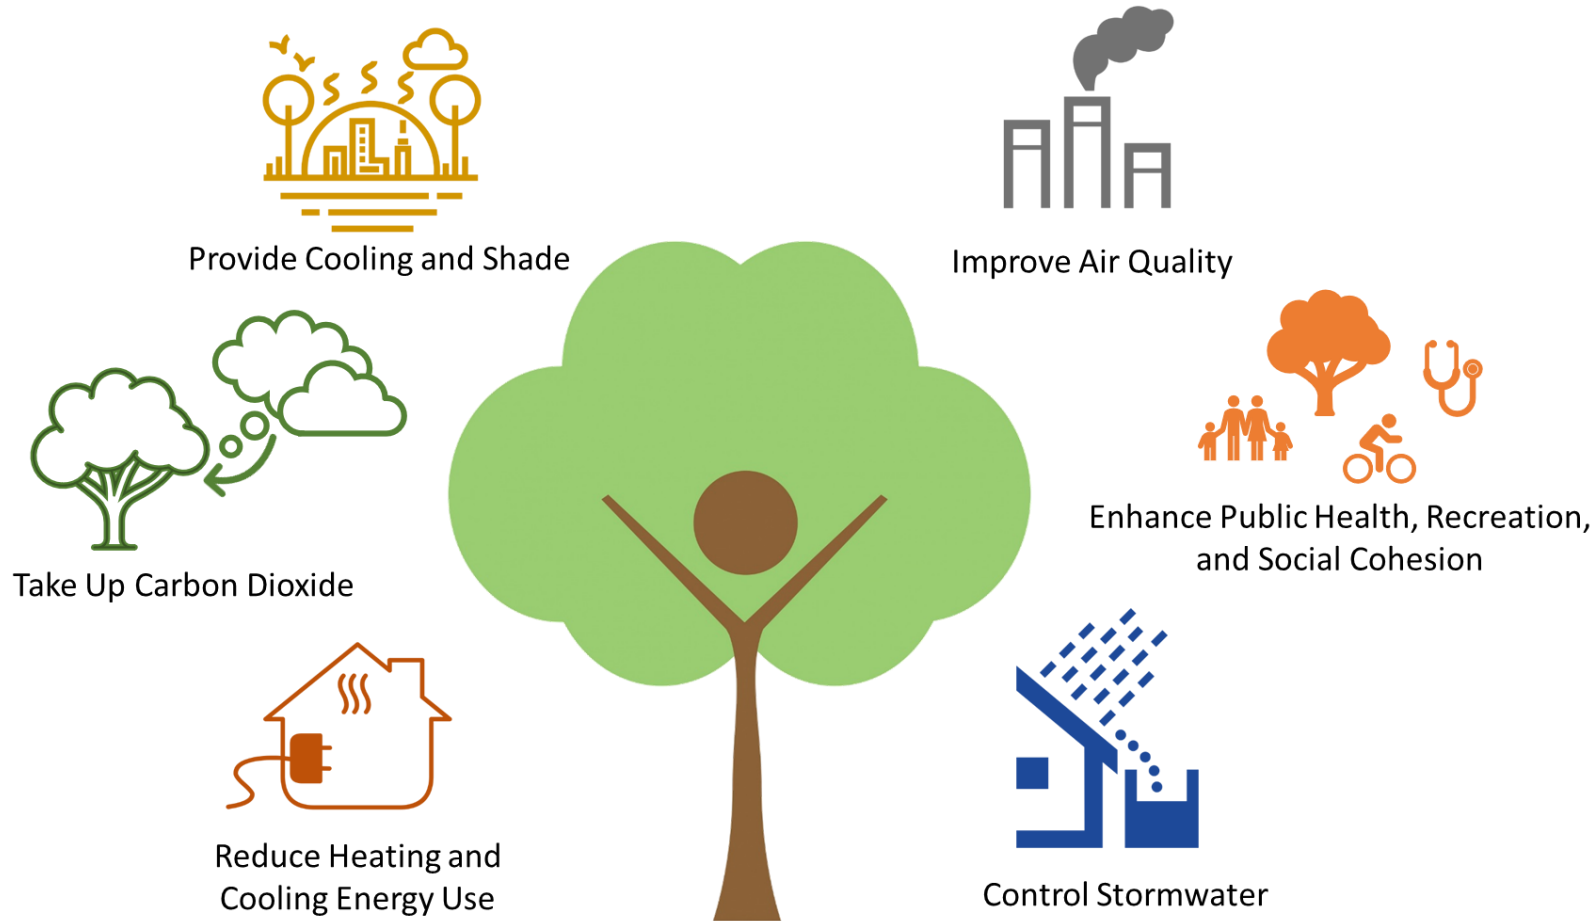 Provide Cooling and Shade
Improve Air Quality
Take Up Carbon Dioxide
Enhance Public Health, Recreation,
and Social Cohesion
Reduce Heating and
Cooling Energy Use
Control Stormwater